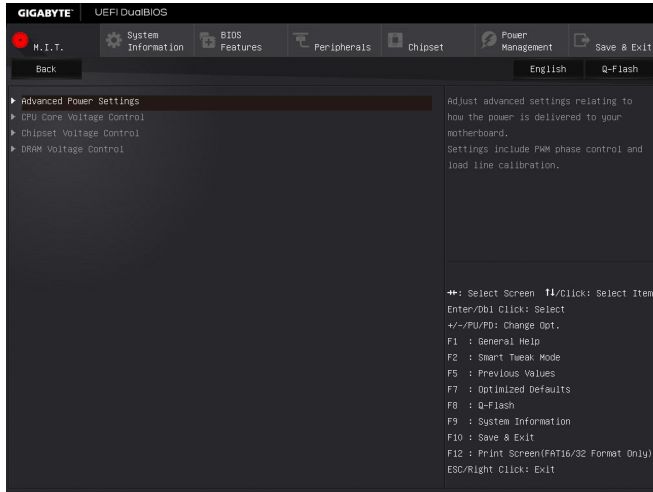 GIGABYTE™ UEFI DualBIOS
M.I.T.
System Information
BIOS Features
Peripherals
Chipset
Power Management
Save & Exit
Back
English
Q-Flash
Advanced Power Settings
CPU Core Voltage Control
Chipset Voltage Control
DRAM Voltage Control
Adjust advanced settings relating to
how the power is delivered to your
motherboard.
Settings include PWM phase control and
load line calibration.
→←: Select Screen ↑↓/Click: Select Item
Enter/Dbl Click: Select
+/-/PU/PD: Change Opt.
F1 : General Help
F2 : Smart Tweak Mode
F5 : Previous Values
F7 : Optimized Defaults
F8 : Q-Flash
F9 : System Information
F10 : Save & Exit
F12 : Print Screen(FAT16/32 Format Only)
ESC/Right Click: Exit